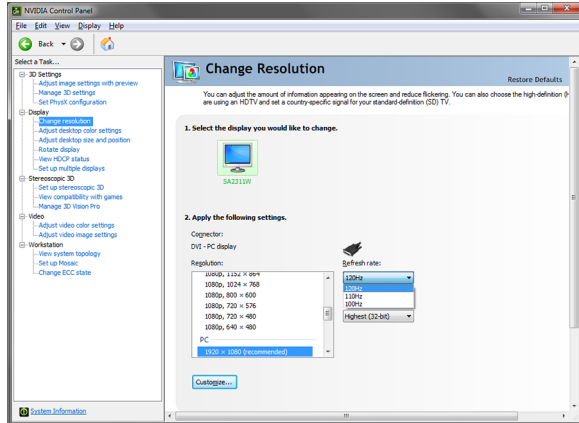 NVIDIA Control Panel
File Edit View Display Help
Back
Select a Task...
3D Settings
Adjust image settings with preview
Manage 3D settings
Set PhysX configuration
Display
Change resolution
Adjust desktop color settings
Adjust desktop size and position
Rotate display
View HDCP status
Set up multiple displays
Stereoscopic 3D
Set up stereoscopic 3D
View compatibility with games
Manage 3D Vision Pro
Video
Adjust video color settings
Adjust video image settings
Workstation
View system topology
Set up Mosaic
Change ECC state
System Information
Change Resolution
Restore Defaults
You can adjust the amount of information appearing on the screen and reduce flickering. You can also choose the high-definition (H
are using an HDTV and set a country-specific signal for your standard-definition (SD) TV.
1. Select the display you would like to change.
SA2311W
2. Apply the following settings.
Connector:
DVI - PC display
Resolution:
1080p, 1152 × 864
1080p, 1024 × 768
1080p, 800 × 600
1080p, 720 × 576
1080p, 720 × 480
1080p, 640 × 480
PC
1920 × 1080 (recommended)
Refresh rate:
120Hz
120Hz
110Hz
100Hz
Highest (32-bit)
Customize...